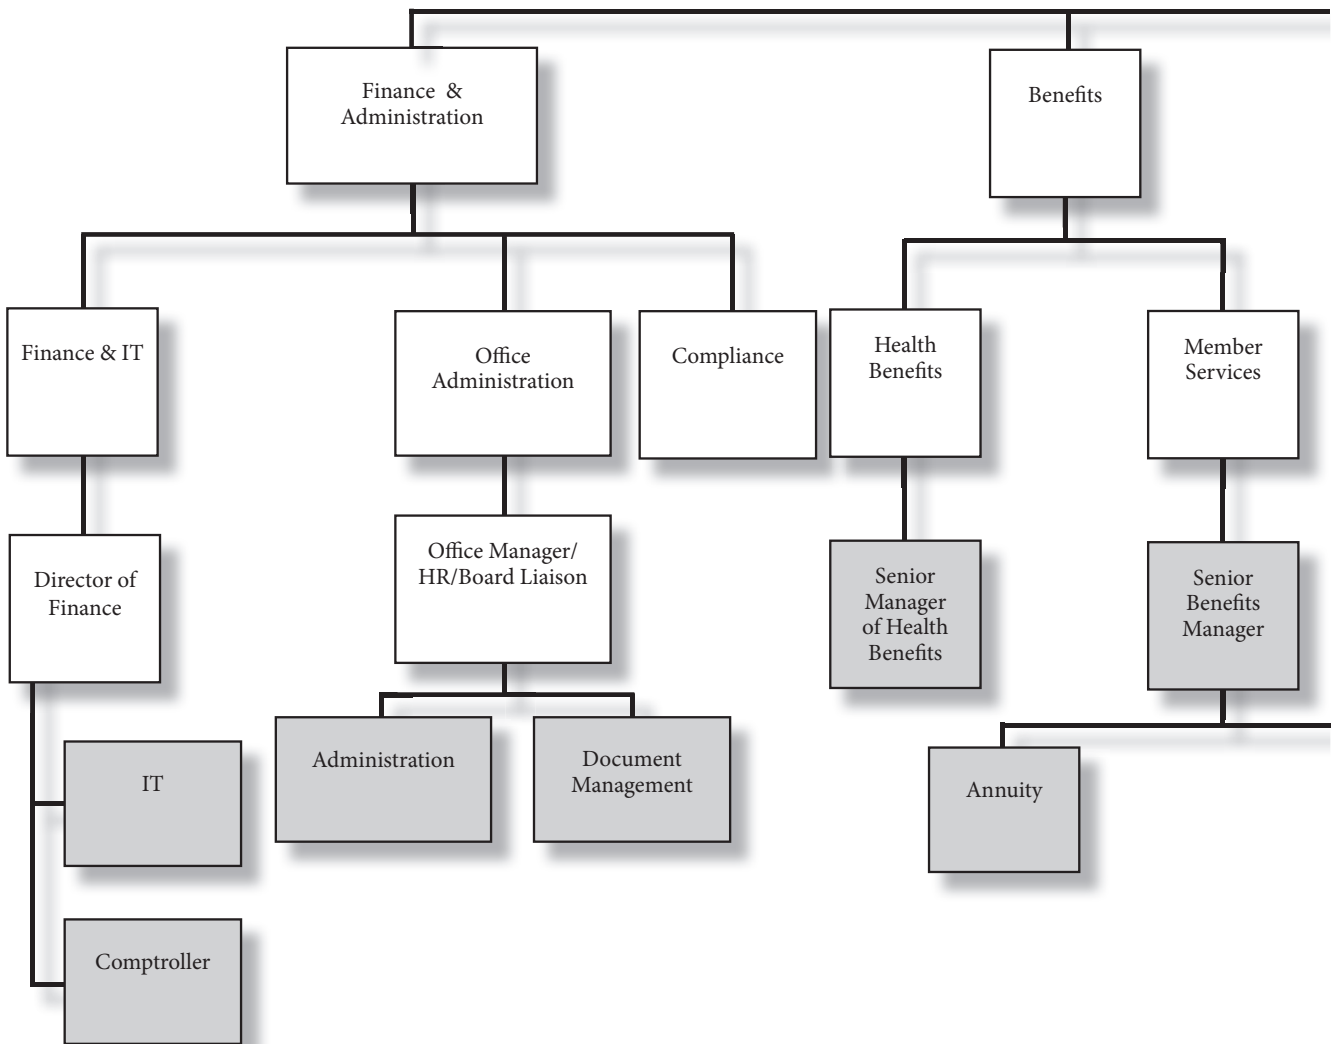 Finance &
Administration
Benefits
Finance & IT
Office
Administration
Compliance
Health
Benefits
Member
Services
Director of
Finance
Office Manager/
HR/Board Liaison
Senior
Manager
of Health
Benefits
Senior
Benefits
Manager
IT
Administration
Document
Management
Annuity
Comptroller